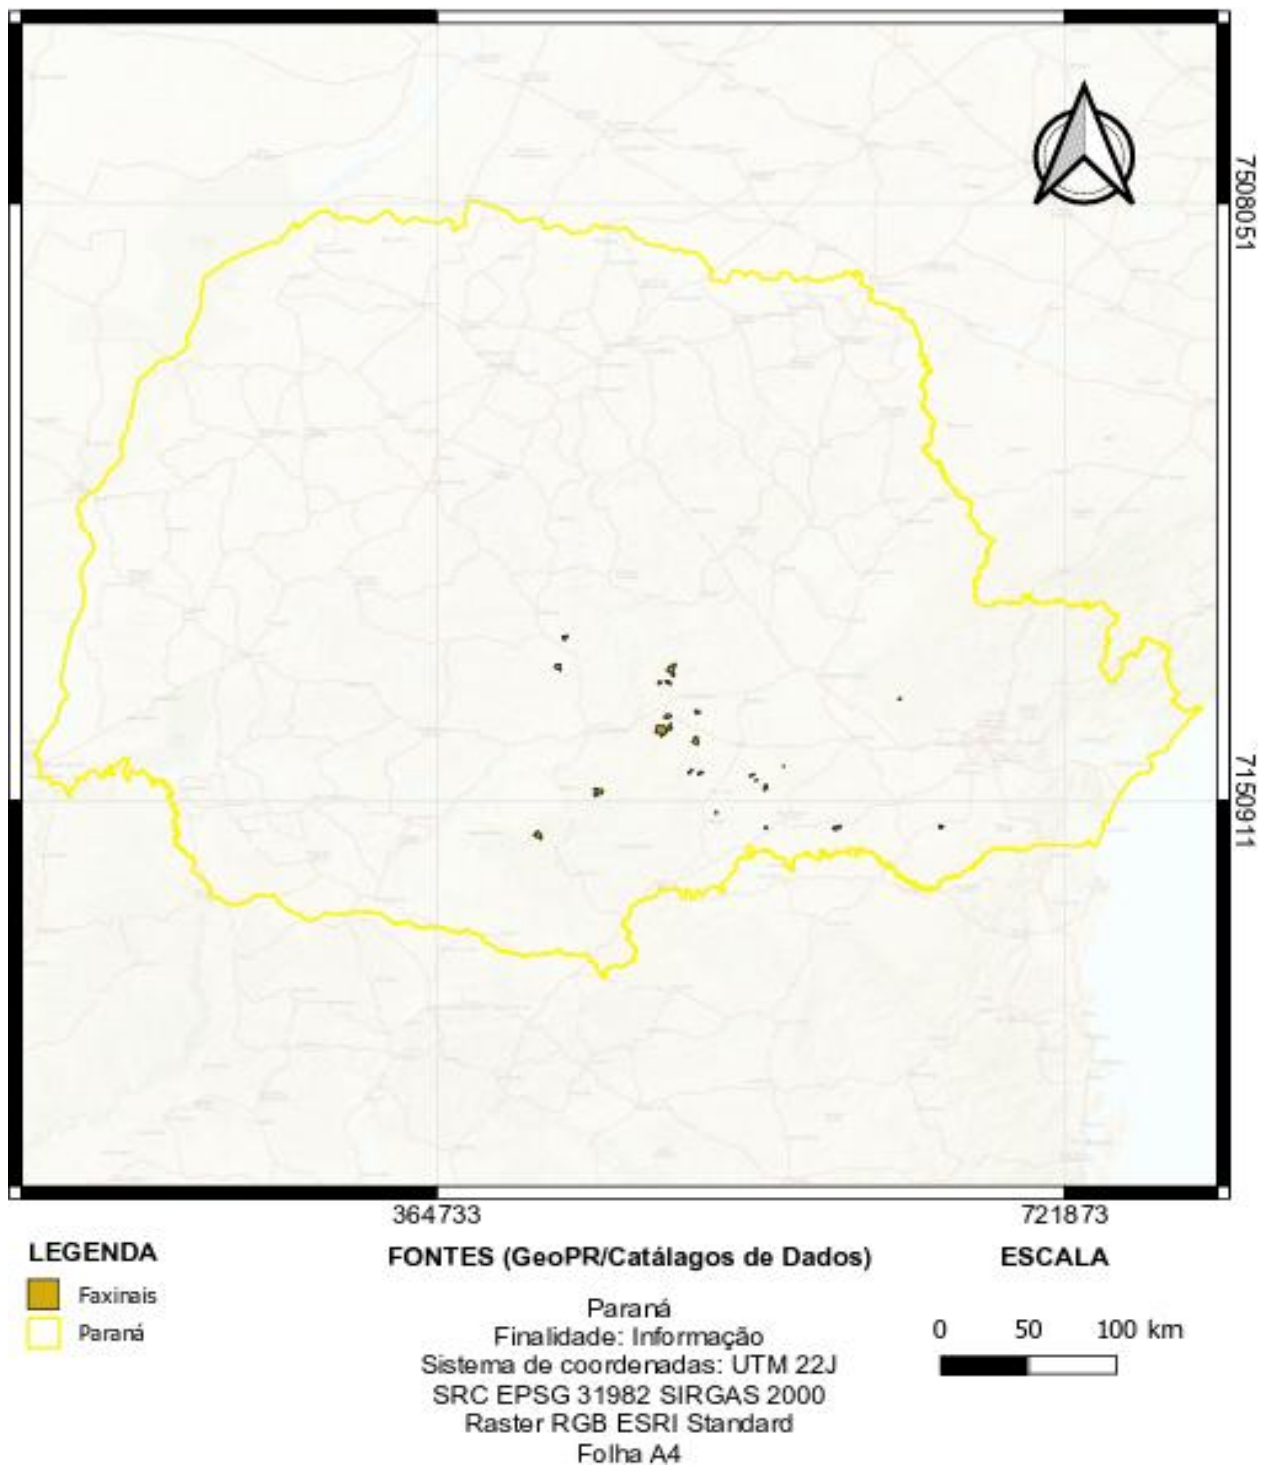 7508051
7150911
364733
721873
LEGENDA
Faxinais
Paraná
FONTES (GeoPR/Catálagos de Dados)
Paraná
Finalidade: Informação
Sistema de coordenadas: UTM 22J
SRC EPSG 31982 SIRGAS 2000
Raster RGB ESRI Standard
Folha A4
ESCALA
0 50 100 km